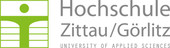 Hochschule
Zittau/Görlitz
UNIVERSITY OF APPLIED SCIENCES